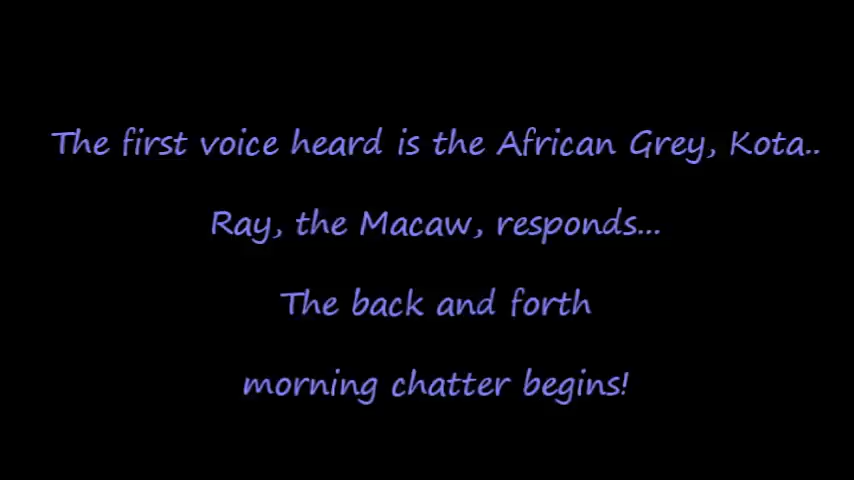 The first voice heard is the African Grey, Kota..
Ray, the Macaw, responds...
The back and forth
morning chatter begins!